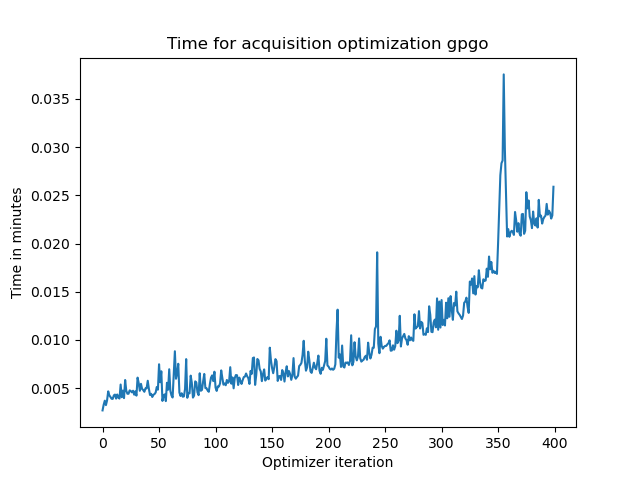 Time for acquisition optimization gpgo
0.035
0.030
0.025
0.020
0.015
0.010
0.005
Time in minutes
0 50 100 150 200 250 300 350 400
Optimizer iteration